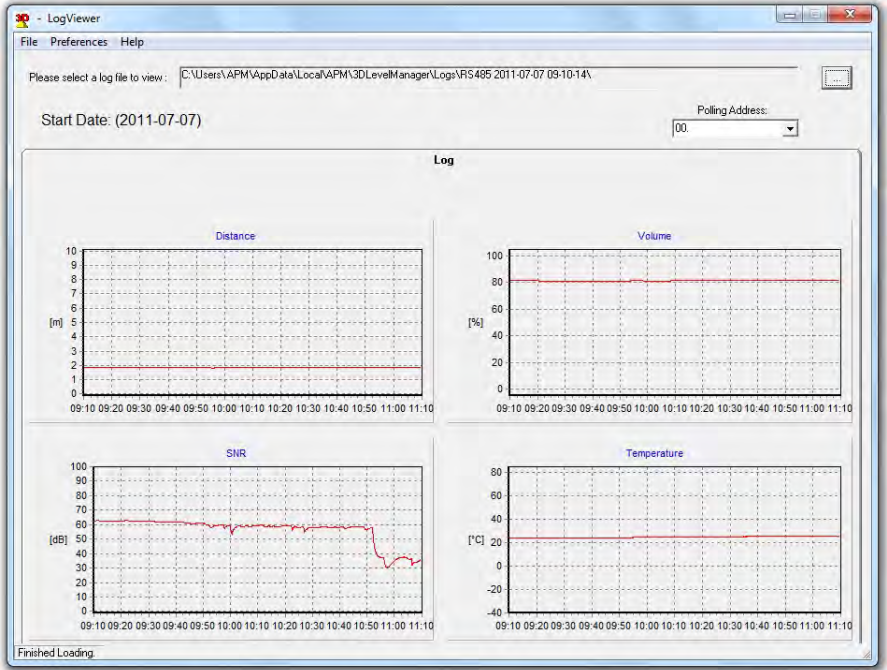 3D - LogViewer
File Preferences Help
Please select a log file to view : C:\Users\APM\AppData\Local\APM\3DLevelManager\Logs\RS485 2011-07-07 09-10-14\ ...
Start Date: (2011-07-07)
Polling Address:
00.
Log
Distance
10
9
8
7
6
[m] 5
4
3
2
1
0
09:10 09:20 09:30 09:40 09:50 10:00 10:10 10:20 10:30 10:40 10:50 11:00 11:10
Volume
100
80
60
[%]
40
20
0
09:10 09:20 09:30 09:40 09:50 10:00 10:10 10:20 10:30 10:40 10:50 11:00 11:10
SNR
100
90
80
70
60
[dB] 50
40
30
20
10
0
09:10 09:20 09:30 09:40 09:50 10:00 10:10 10:20 10:30 10:40 10:50 11:00 11:10
Temperature
80
60
40
[°C] 20
0
-20
-40
09:10 09:20 09:30 09:40 09:50 10:00 10:10 10:20 10:30 10:40 10:50 11:00 11:10
Finished Loading.